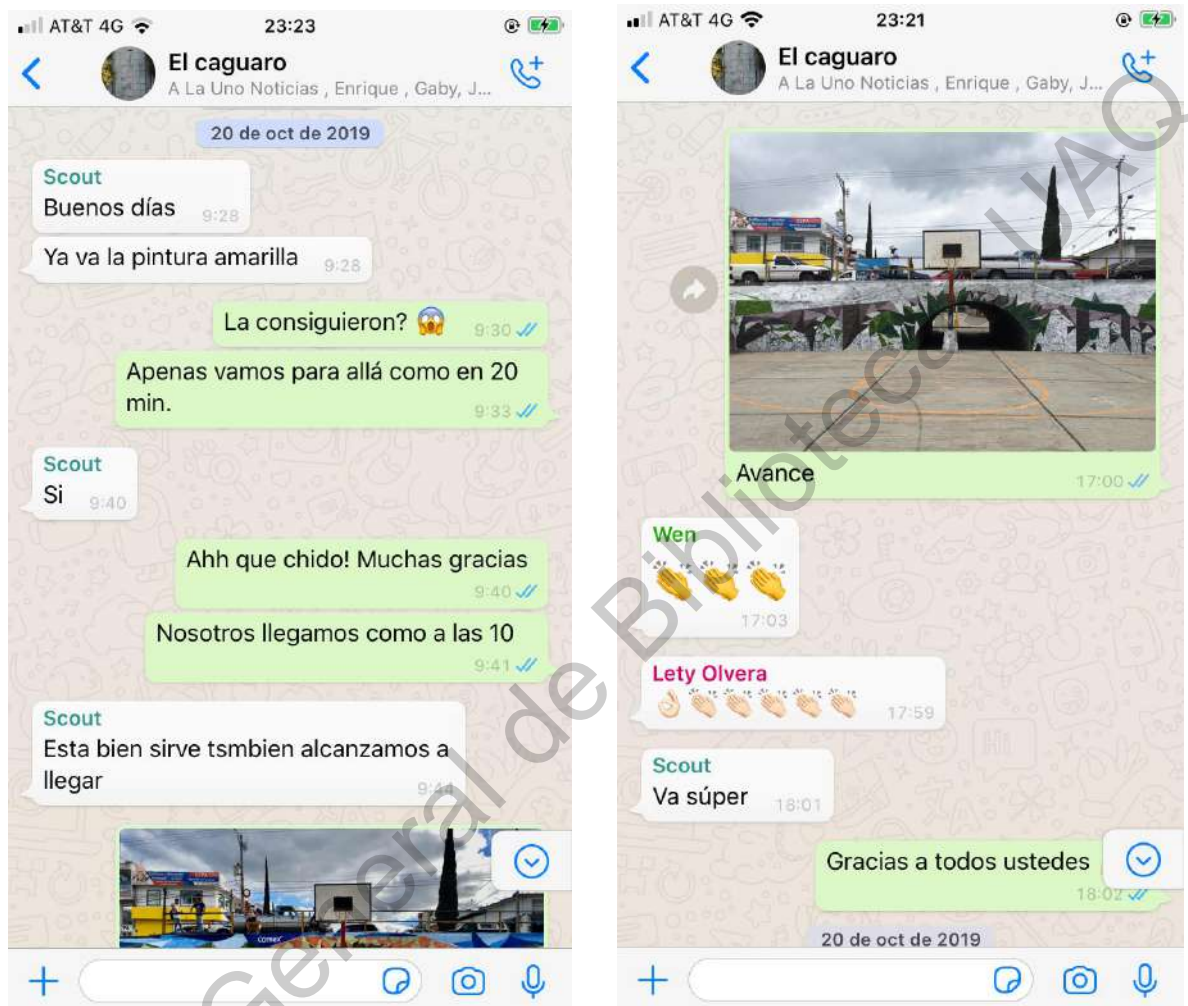 AT&T 4G
23:23
El caguaro
A La Uno Noticias , Enrique , Gaby, J...
20 de oct de 2019
Scout
Buenos días 9:28
Ya va la pintura amarilla 9:28
La consiguieron? 😱 9:30
Apenas vamos para allá como en 20
min. 9:33
Scout
Si 9:40
Ahh que chido! Muchas gracias
9:40
Nosotros llegamos como a las 10
9:41
Scout
Esta bien sirve tsmbien alcanzamos a
llegar 9:44
COMEX
AT&T 4G
23:21
El caguaro
A La Uno Noticias , Enrique , Gaby, J...
Avance 17:00
Wen
👏👏👏
17:03
Lety Olvera
👌🏻👏🏻👏🏻👏🏻👏🏻👏🏻 17:59
Scout
Va súper 18:01
Gracias a todos ustedes
18:02
20 de oct de 2019
General de Bibliotecas UAQ